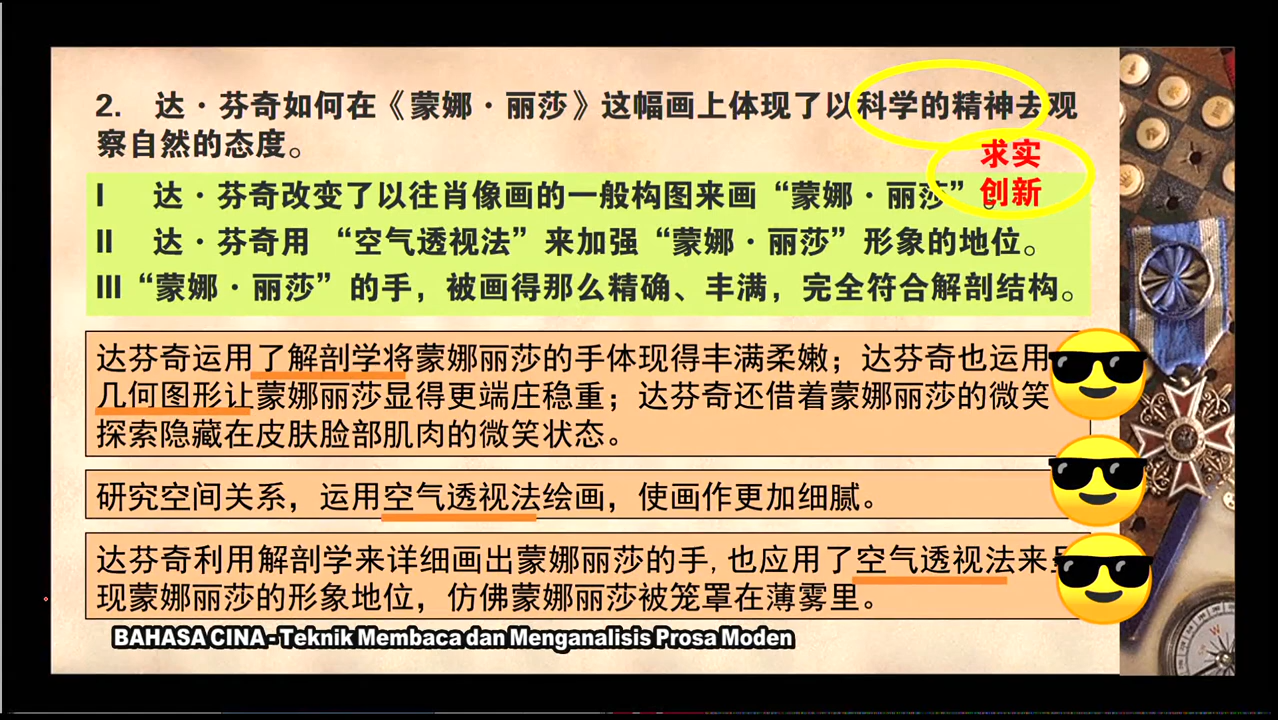 2. 达·芬奇如何在《蒙娜·丽莎》这幅画上体现了以科学的精神去观
察自然的态度。
求实
创新
I 达·芬奇改变了以往肖像画的一般构图来画“蒙娜·丽莎”。
II 达·芬奇用“空气透视法”来加强“蒙娜·丽莎”形象的地位。
III“蒙娜·丽莎”的手，被画得那么精确、丰满，完全符合解剖结构。
达芬奇运用了解剖学将蒙娜丽莎的手体现得丰满柔嫩；达芬奇也运用
几何图形让蒙娜丽莎显得更端庄稳重；达芬奇还借着蒙娜丽莎的微笑
探索隐藏在皮肤脸部肌肉的微笑状态。
研究空间关系，运用空气透视法绘画，使画作更加细腻。
达芬奇利用解剖学来详细画出蒙娜丽莎的手,也应用了空气透视法来
现蒙娜丽莎的形象地位，仿佛蒙娜丽莎被笼罩在薄雾里。
BAHASA CINA - Teknik Membaca dan Menganalisis Prosa Moden